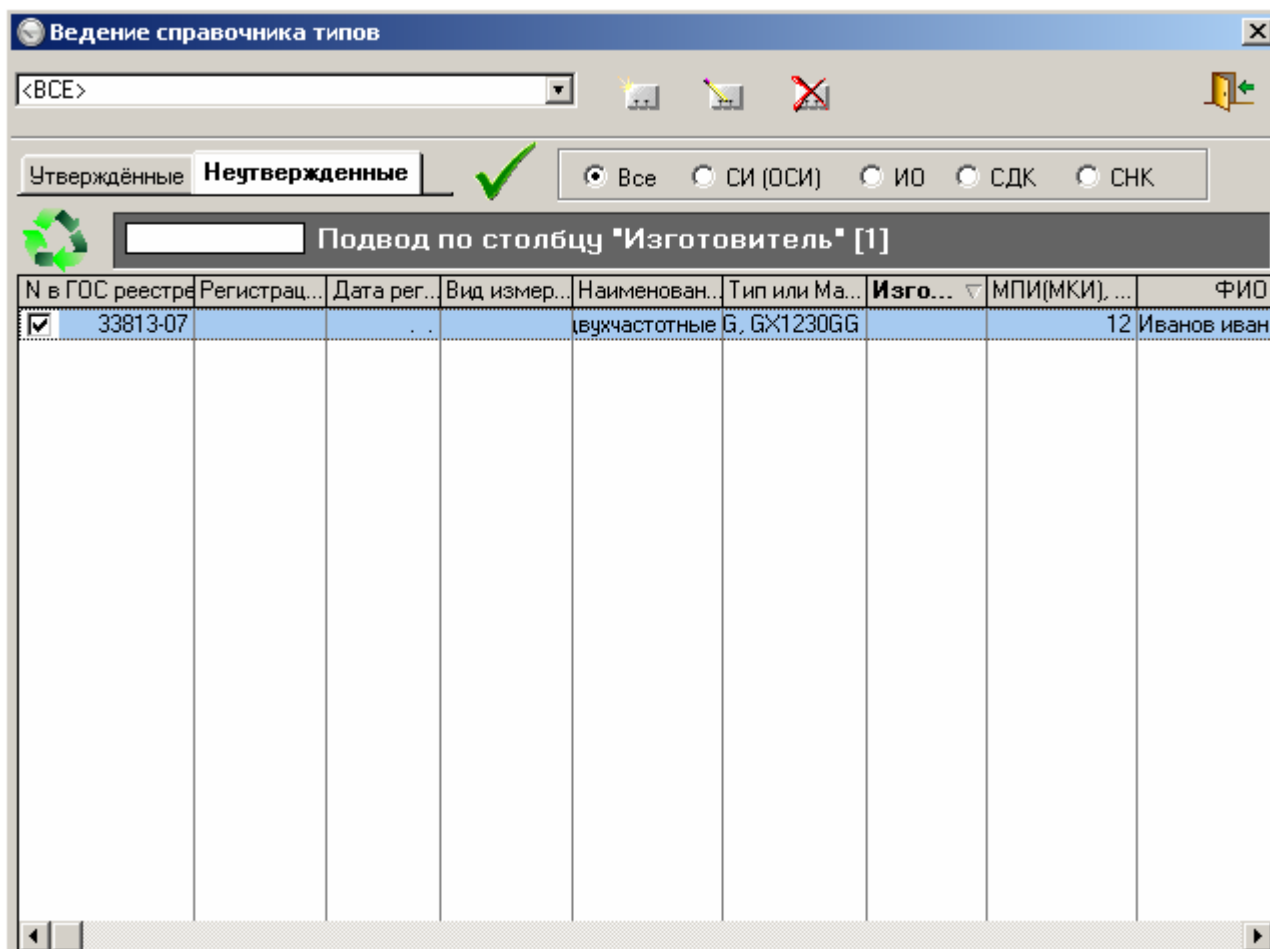 Ведение справочника типов
<ВСЕ>
Утверждённые Неутвержденные Все СИ (ОСИ) ИО СДК СНК
Подвод по столбцу "Изготовитель" [1]
N в ГОС реестре Регистрац... Дата рег... Вид измер... Наименован... Тип или Ма... Изго... МПИ(МКИ), ... ФИО
33813-07 . . двухчастотные G, GX1230GG 12 Иванов иван